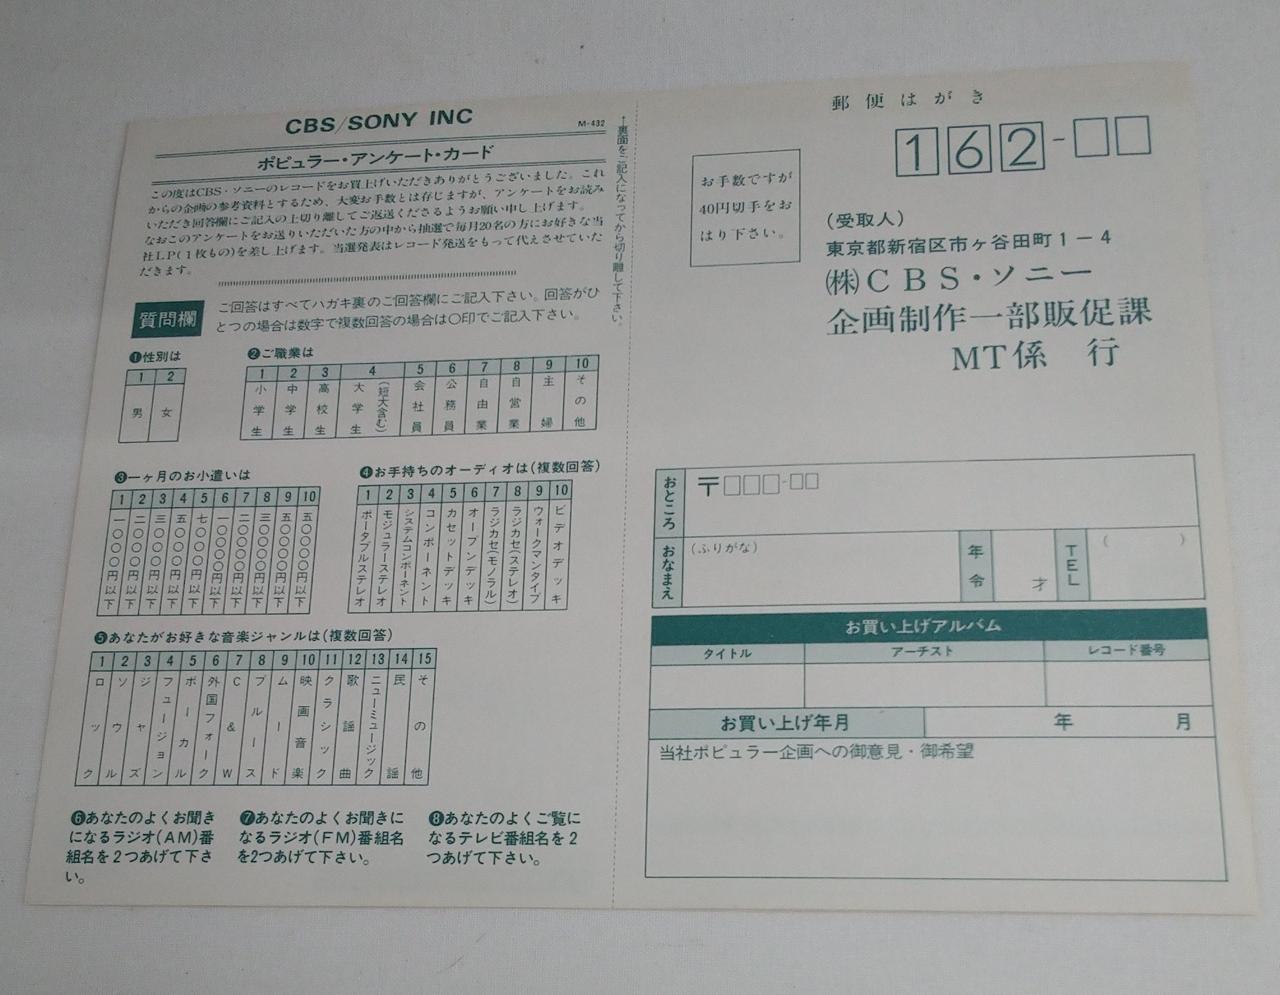 CBS/SONY INC
M-432
ポピュラー・アンケート・カード
この度はCBS・ソニーのレコードをお買上げいただきありがとうございました。これ
からの企画の参考資料とするため、大変お手数とは存じますが、アンケートをお読み
いただき回答欄にご記入の上切り離してご返送くださるようお願い申し上げます。
なおこのアンケートをお送りいただいた方の中から抽選で毎月20名の方にお好きな当
社LP(1枚もの)を差し上げます。当選発表はレコード発送をもって代えさせていた
だきます。
質問欄
ご回答はすべてハガキ裏のご回答欄にご記入下さい。回答がひ
とつの場合は数字で複数回答の場合は○印でご記入下さい。
❶性別は
1 2
男 女
❷ご職業は
1 2 3 4 5 6 7 8 9 10
小学生 中学生 高校生 大学生(短大含む) 会社員 公務員 自由業 自営業 主婦 その他
❸一ヶ月のお小遣いは
1 2 3 4 5 6 7 8 9 10
一〇〇〇円以下 二〇〇〇円以下 三〇〇〇円以下 五〇〇〇円以下 七〇〇〇円以下 一〇〇〇〇円以下 二〇〇〇〇円以下 三〇〇〇〇円以下 五〇〇〇〇円以下 五〇〇〇〇円以上
❹お手持ちのオーディオは(複数回答)
1 2 3 4 5 6 7 8 9 10
ポータブルステレオ モジュラーステレオ システムコンポーネント コンポーネント カセットデッキ オープンデッキ ラジカセ(モノラル) ラジカセ(ステレオ) ウォークマンタイプ ビデオデッキ
❺あなたがお好きな音楽ジャンルは(複数回答)
1 2 3 4 5 6 7 8 9 10 11 12 13 14 15
ロック ソウル ジャズ フュージョン ボーカル 外国フォーク C&W ブルース ムード 映画音楽 クラシック 歌謡曲 ニューミュージック 民謡 その他
❻あなたのよくお聞き
になるラジオ(AM)番
組名を2つあげて下さ
い。
❼あなたのよくお聞きに
なるラジオ(FM)番組名
を2つあげて下さい。
❽あなたのよくご覧に
なるテレビ番組名を2
つあげて下さい。
←裏面をご記入になってから切り離して下さい。
郵便はがき
162-□□
お手数ですが
40円切手をお
はり下さい。
(受取人)
東京都新宿区市ヶ谷田町1-4
(株)CBS・ソニー
企画制作一部販促課
MT係 行
おところ
〒□□□-□□
おなまえ
(ふりがな)
年令
才
TEL
( )
お買い上げアルバム
タイトル アーチスト レコード番号
お買い上げ年月 年 月
当社ポピュラー企画への御意見・御希望